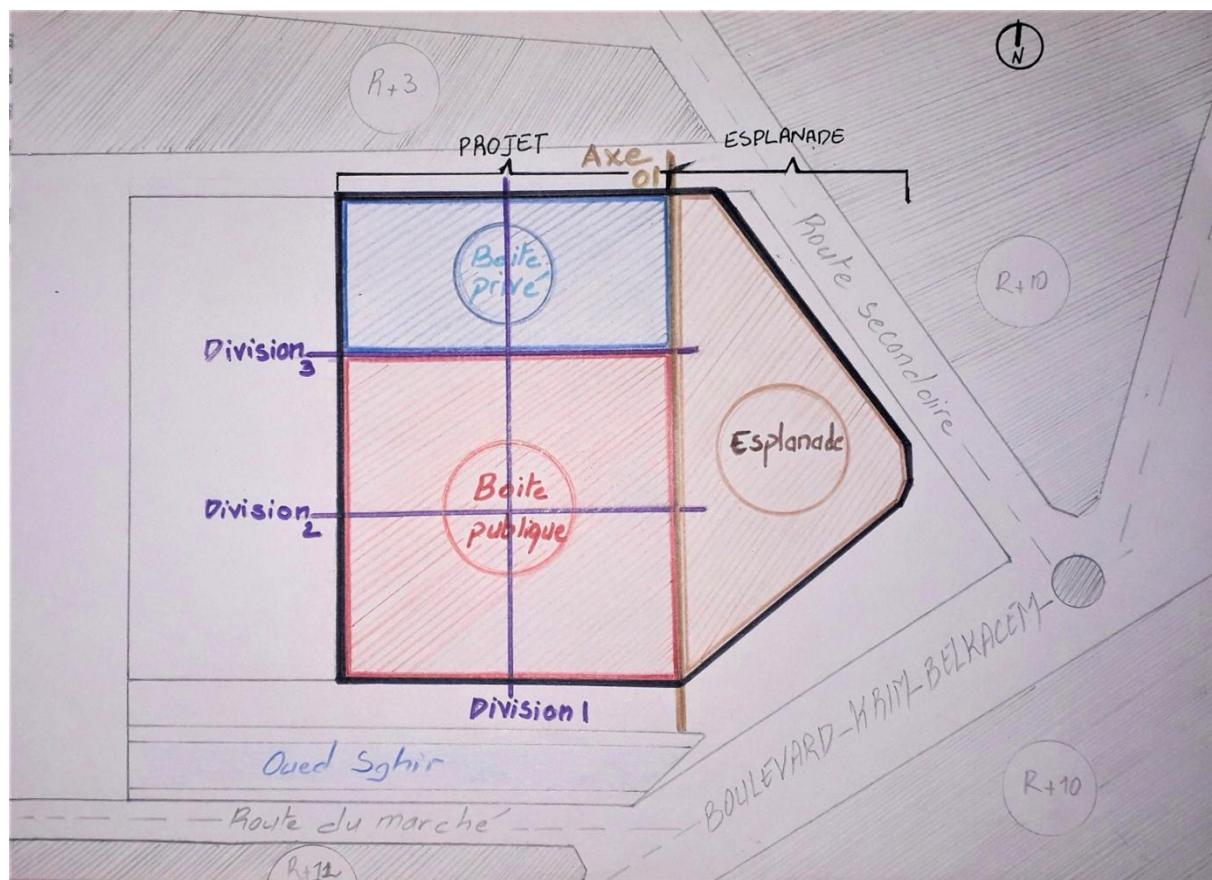 N
R+3
PROJET
ESPLANADE
Axe
01
Boite
privé
Route secondaire
R+10
Division
3
Esplanade
Boite
publique
Division
2
Division 1
Oued Sghir
BOULEVARD-KRIM-BELKACEM
R+10
Route du marché